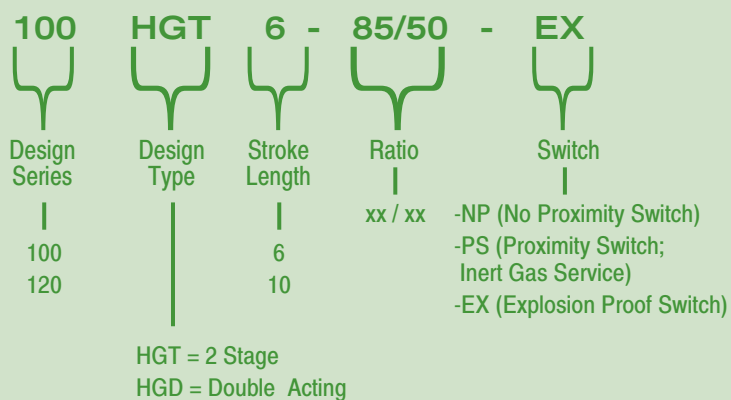 100 HGT 6 - 85/50 - EX
Design Series
Design Type
Stroke Length
Ratio
Switch
100
120
6
10
xx / xx
-NP (No Proximity Switch)
-PS (Proximity Switch;
Inert Gas Service)
-EX (Explosion Proof Switch)
HGT = 2 Stage
HGD = Double Acting